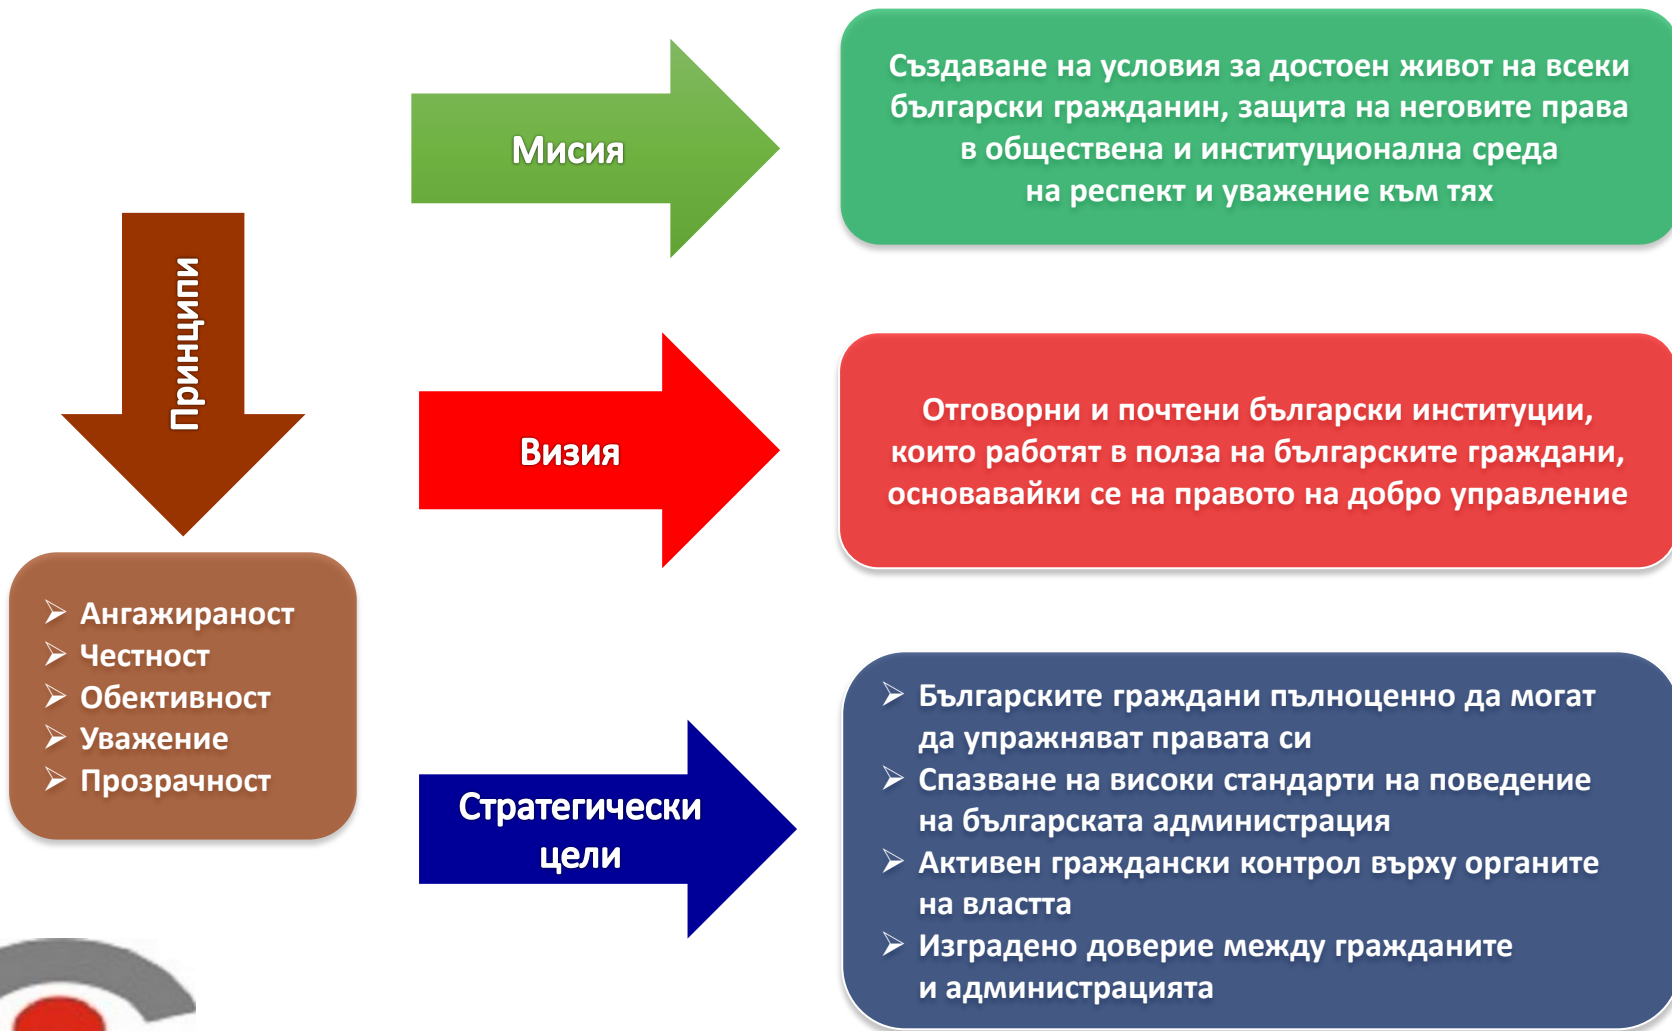 Принципи
➢ Ангажираност
➢ Честност
➢ Обективност
➢ Уважение
➢ Прозрачност
Мисия
Създаване на условия за достоен живот на всеки
български гражданин, защита на неговите права
в обществена и институционална среда
на респект и уважение към тях
Визия
Отговорни и почтени български институции,
които работят в полза на българските граждани,
основавайки се на правото на добро управление
Стратегически
цели
➢ Българските граждани пълноценно да могат
да упражняват правата си
➢ Спазване на високи стандарти на поведение
на българската администрация
➢ Активен граждански контрол върху органите
на властта
➢ Изградено доверие между гражданите
и администрацията